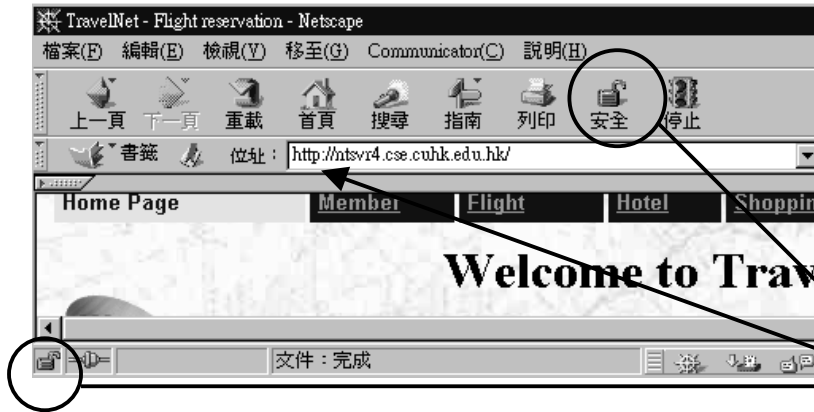 TravelNet - Flight reservation - Netscape
檔案(F) 編輯(E) 檢視(V) 移至(G) Communicator(C) 說明(H)
上一頁 下一頁 重載 首頁 搜尋 指南 列印 安全 停止
書籤 位址： http://ntsvr4.cse.cuhk.edu.hk/
Home Page Member Flight Hotel Shoppin
Welcome to Trav
文件：完成